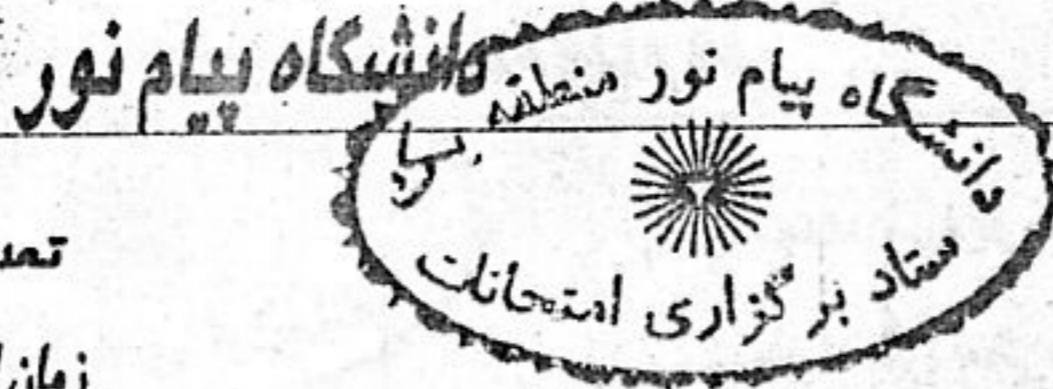 دانشگاه پیام نور
دانشگاه پیام نور منطقه
ستاد برگزاری امتحانات